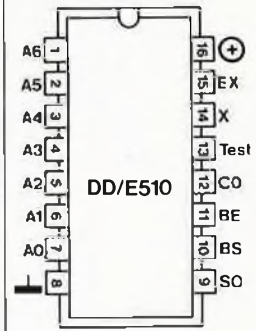 A6 1 16 +
A5 2 15 EX
A4 3 14 X
A3 4 13 Test
A2 5 12 CO
A1 6 11 BE
A0 7 10 BS
8 9 SO
DD/E510